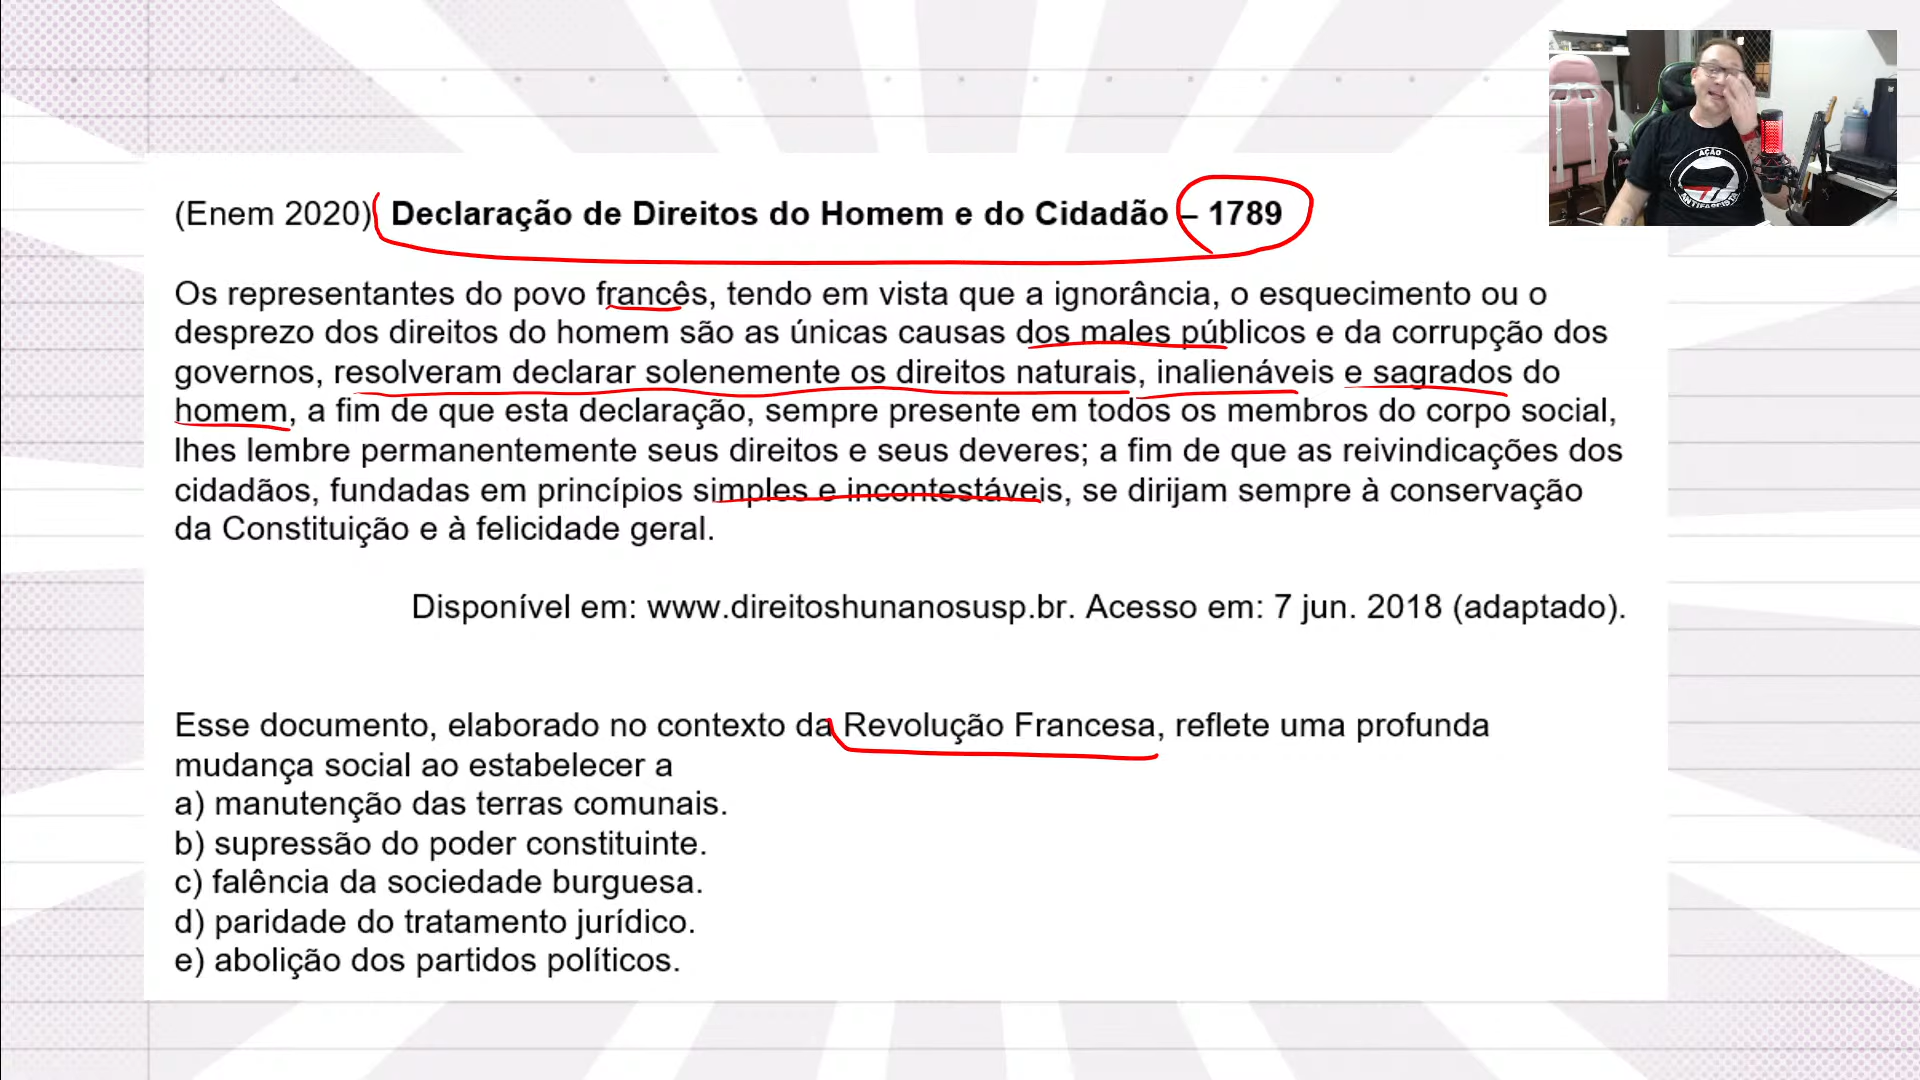 (Enem 2020) Declaração de Direitos do Homem e do Cidadão – 1789
Os representantes do povo francês, tendo em vista que a ignorância, o esquecimento ou o
desprezo dos direitos do homem são as únicas causas dos males públicos e da corrupção dos
governos, resolveram declarar solenemente os direitos naturais, inalienáveis e sagrados do
homem, a fim de que esta declaração, sempre presente em todos os membros do corpo social,
lhes lembre permanentemente seus direitos e seus deveres; a fim de que as reivindicações dos
cidadãos, fundadas em princípios simples e incontestáveis, se dirijam sempre à conservação
da Constituição e à felicidade geral.
Disponível em: www.direitoshunanosusp.br. Acesso em: 7 jun. 2018 (adaptado).
Esse documento, elaborado no contexto da Revolução Francesa, reflete uma profunda
mudança social ao estabelecer a
a) manutenção das terras comunais.
b) supressão do poder constituinte.
c) falência da sociedade burguesa.
d) paridade do tratamento jurídico.
e) abolição dos partidos políticos.
AÇÃO
ANTIFASCISTA